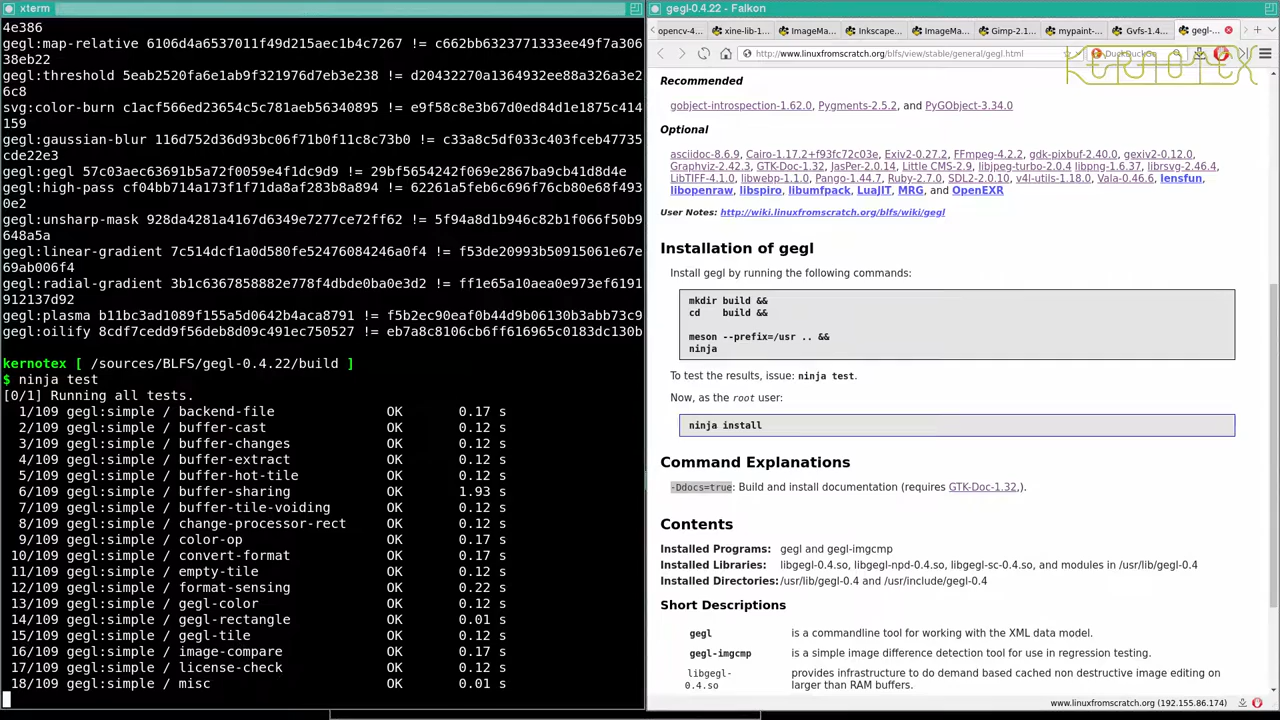 xterm
4e386
gegl:map-relative 6106d4a6537011f49d215aec1b4c7267 != c662bb6323771333ee49f7a306
38eb22
gegl:threshold 5eab2520fa6e1ab9f321976d7eb3e238 != d20432270a1364932ee88a326a3e2
6c8
svg:color-burn c1acf566ed23654c5c781aeb56340895 != e9f58c8e3b67d0ed84d1e1875c414
159
gegl:gaussian-blur 116d752d36d93bc06f71b0f11c8c73b0 != c33a8c5df033c403fceb47735
cde22e3
gegl:gegl 57c03aec63691b5a72f0028e4f1dc9d9 != 29bf5654242f003e2867ba9cb41d8d4e
gegl:high-pass cf04bb714a173f1f71da8af283b8a894 != 62261a5feb6c696f76cb80e68f493
0e2
gegl:unsharp-mask 928da4281a4167d6349e7277ce72ff62 != 5f94a8d1b946c82b1f066f50b9
648a5a
gegl:linear-gradient 7c514dcf1a0d580fe52476084246a0f4 != f53de20993b50915061e67e
69ab006f4
gegl:radial-gradient 3b1c6367858882e778f4dbde0ba0e3d2 != ff1e65a10aea0e973ef6191
912137d92
gegl:plasma b11bc3ad1089f155a5d0642b4aca8791 != f5b2ec90eaf0b44d9b06130b3abb73c9
gegl:oilify 8cdf7cedd9f56deb8d09c491ec750527 != eb7a8c8106cb6ff616965c0183dc130b
kernotex [ /sources/BLFS/gegl-0.4.22/build ]
$ ninja test
[0/1] Running all tests.
1/109 gegl:simple / backend-file OK 0.17 s
2/109 gegl:simple / buffer-cast OK 0.12 s
3/109 gegl:simple / buffer-changes OK 0.12 s
4/109 gegl:simple / buffer-extract OK 0.12 s
5/109 gegl:simple / buffer-hot-tile OK 0.12 s
6/109 gegl:simple / buffer-sharing OK 1.93 s
7/109 gegl:simple / buffer-tile-voiding OK 0.12 s
8/109 gegl:simple / change-processor-rect OK 0.12 s
9/109 gegl:simple / color-op OK 0.17 s
10/109 gegl:simple / convert-format OK 0.17 s
11/109 gegl:simple / empty-tile OK 0.12 s
12/109 gegl:simple / format-sensing OK 0.22 s
13/109 gegl:simple / gegl-color OK 0.12 s
14/109 gegl:simple / gegl-rectangle OK 0.01 s
15/109 gegl:simple / gegl-tile OK 0.12 s
16/109 gegl:simple / image-compare OK 0.17 s
17/109 gegl:simple / license-check OK 0.12 s
18/109 gegl:simple / misc OK 0.01 s
gegl-0.4.22 - Falkon
opencv-4... xine-lib-1... ImageMa... Inkscape... ImageMa... Gimp-2.1... mypaint-... Gvfs-1.4... gegl-...
http://www.linuxfromscratch.org/blfs/view/stable/general/gegl.html DuckDuckGo
KERNOTEX
Recommended
gobject-introspection-1.62.0, Pygments-2.5.2, and PyGObject-3.34.0
Optional
asciidoc-8.6.9, Cairo-1.17.2+f93fc72c03e, Exiv2-0.27.2, FFmpeg-4.2.2, gdk-pixbuf-2.40.0, gexiv2-0.12.0,
Graphviz-2.42.3, GTK-Doc-1.32, JasPer-2.0.14, Little CMS-2.9, libjpeg-turbo-2.0.4 libpng-1.6.37, librsvg-2.46.4,
LibTIFF-4.1.0, libwebp-1.1.0, Pango-1.44.7, Ruby-2.7.0, SDL2-2.0.10, v4l-utils-1.18.0, Vala-0.46.6, lensfun,
libopenraw, libspiro, libumfpack, LuaJIT, MRG, and OpenEXR
User Notes: http://wiki.linuxfromscratch.org/blfs/wiki/gegl
Installation of gegl
Install gegl by running the following commands:
mkdir build &&
cd build &&
meson --prefix=/usr .. &&
ninja
To test the results, issue: ninja test.
Now, as the root user:
ninja install
Command Explanations
-Ddocs=true: Build and install documentation (requires GTK-Doc-1.32,).
Contents
Installed Programs: gegl and gegl-imgcmp
Installed Libraries: libgegl-0.4.so, libgegl-npd-0.4.so, libgegl-sc-0.4.so, and modules in /usr/lib/gegl-0.4
Installed Directories: /usr/lib/gegl-0.4 and /usr/include/gegl-0.4
Short Descriptions
gegl is a commandline tool for working with the XML data model.
gegl-imgcmp is a simple image difference detection tool for use in regression testing.
libgegl-0.4.so provides infrastructure to do demand based cached non destructive image editing on
larger than RAM buffers.
www.linuxfromscratch.org (192.155.86.174)